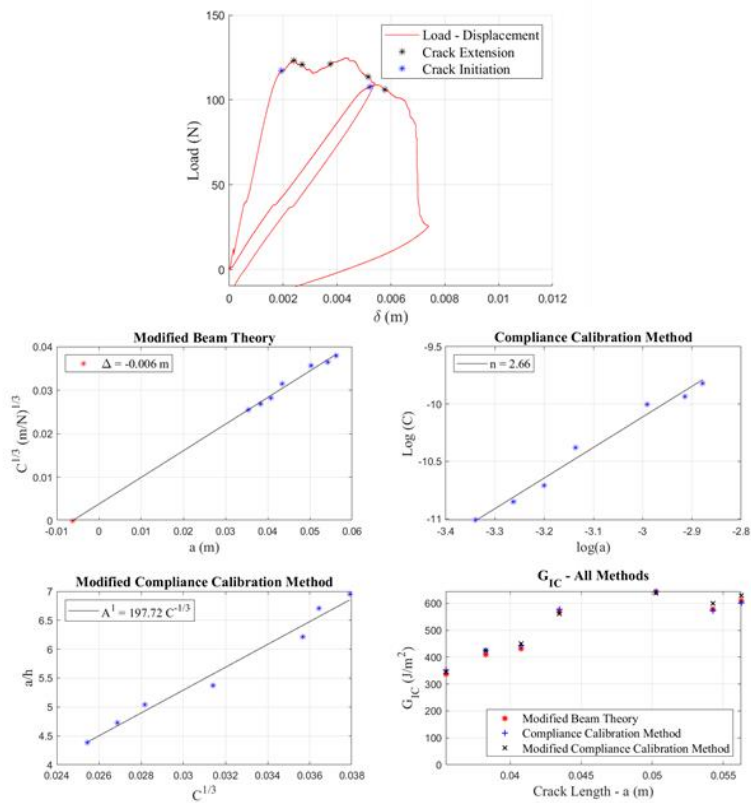 150
Load - Displacement
Crack Extension
Crack Initiation
100
50
0
Load (N)
0 0.002 0.004 0.006 0.008 0.01 0.012
δ (m)
Modified Beam Theory
0.04
Δ = -0.006 m
0.03
0.02
0.01
0
C^{1/3} (m/N)^{1/3}
-0.01 0 0.01 0.02 0.03 0.04 0.05 0.06
a (m)
Compliance Calibration Method
-9.5
n = 2.66
-10
-10.5
-11
Log (C)
-3.4 -3.3 -3.2 -3.1 -3 -2.9 -2.8
log(a)
Modified Compliance Calibration Method
7
A^1 = 197.72 C^{-1/3}
6.5
6
5.5
5
4.5
4
a/h
0.024 0.026 0.028 0.03 0.032 0.034 0.036 0.038
C^{1/3}
G_{IC} - All Methods
600
500
400
300
200
100
0
G_{IC} (J/m^2)
Modified Beam Theory
Compliance Calibration Method
Modified Compliance Calibration Method
0.04 0.045 0.05 0.055
Crack Length - a (m)